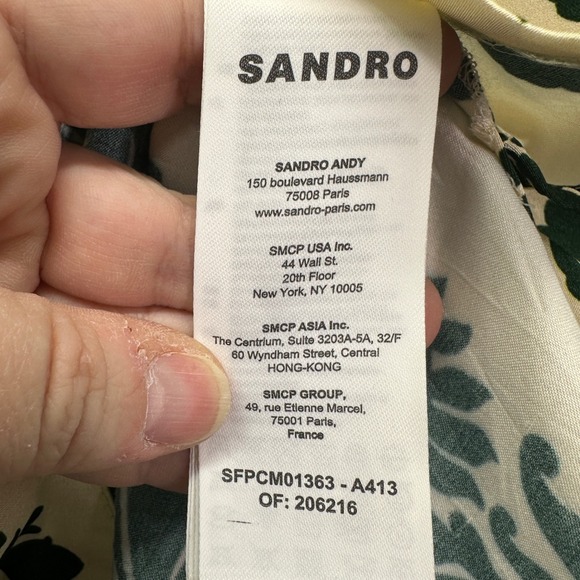 SANDRO
SANDRO ANDY
150 boulevard Haussmann
75008 Paris
www.sandro-paris.com
SMCP USA Inc.
44 Wall St.
20th Floor
New York, NY 10005
SMCP ASIA Inc.
The Centrium, Suite 3203A-5A, 32/F
60 Wyndham Street, Central
HONG-KONG
SMCP GROUP,
49, rue Etienne Marcel,
75001 Paris,
France
SFPCM01363 - A413
OF: 206216